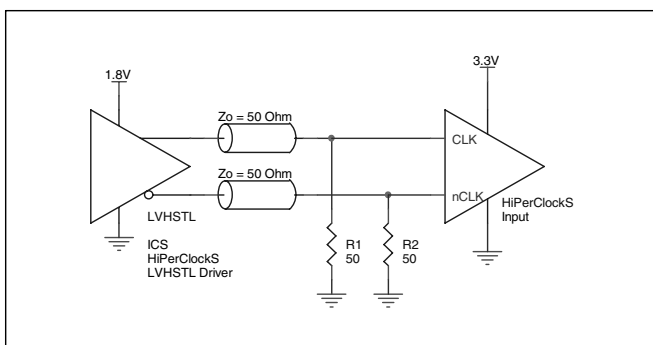 1.8V
3.3V
Zo = 50 Ohm
CLK
Zo = 50 Ohm
nCLK
HiPerClockS
Input
LVHSTL
ICS
HiPerClockS
LVHSTL Driver
R1
50
R2
50